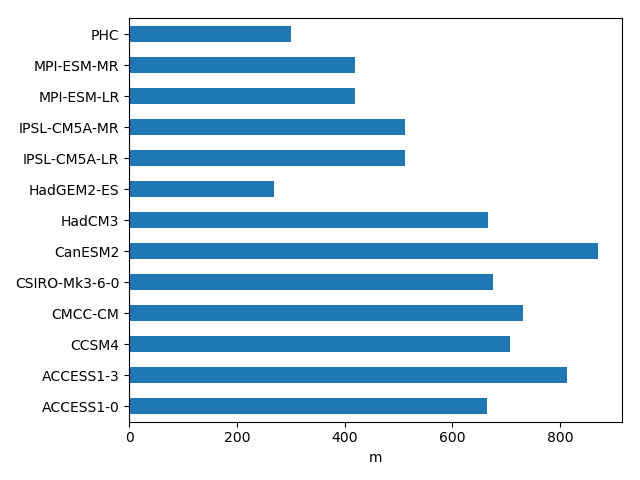 PHC
MPI-ESM-MR
MPI-ESM-LR
IPSL-CM5A-MR
IPSL-CM5A-LR
HadGEM2-ES
HadCM3
CanESM2
CSIRO-Mk3-6-0
CMCC-CM
CCSM4
ACCESS1-3
ACCESS1-0
0 200 400 600 800
m